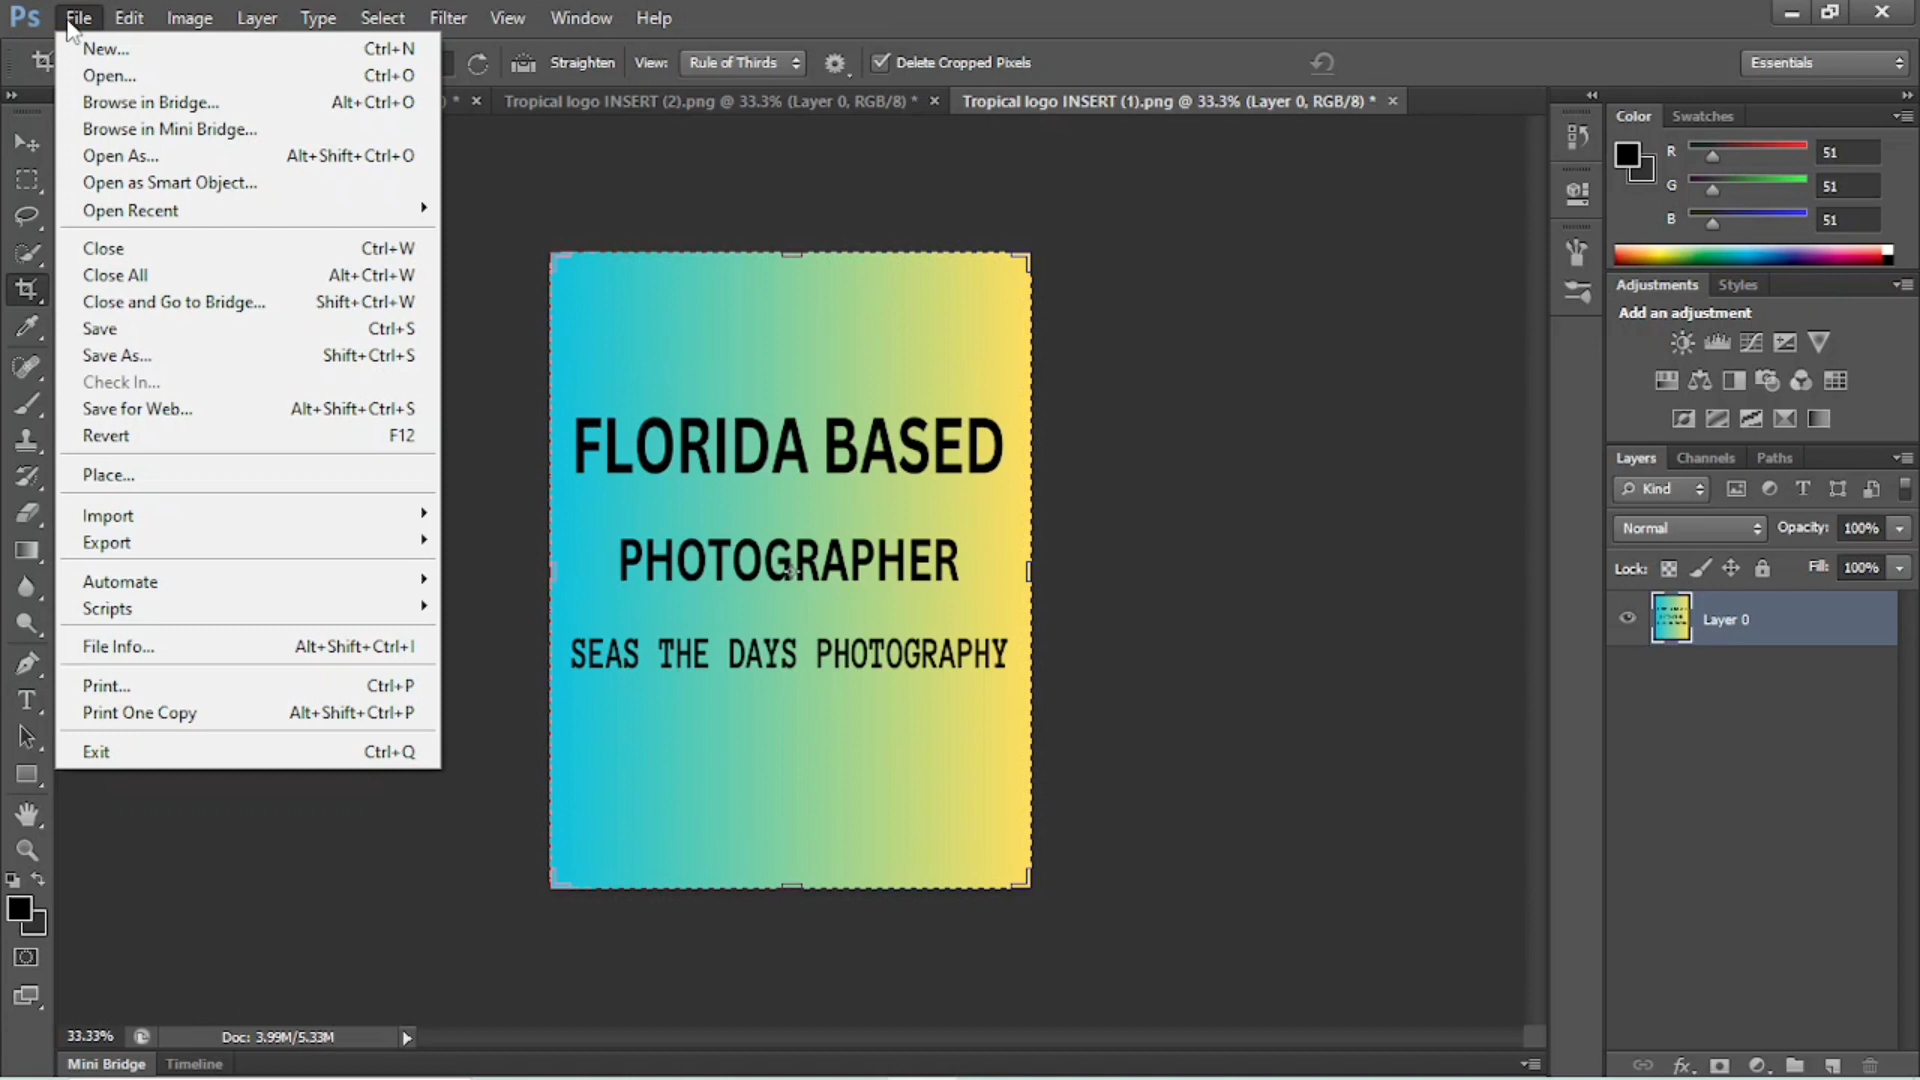 Ps File Edit Image Layer Type Select Filter View Window Help
Straighten View: Rule of Thirds Delete Cropped Pixels Essentials
* × Tropical logo INSERT (2).png @ 33.3% (Layer 0, RGB/8) * × Tropical logo INSERT (1).png @ 33.3% (Layer 0, RGB/8) * ×
New... Ctrl+N
Open... Ctrl+O
Browse in Bridge... Alt+Ctrl+O
Browse in Mini Bridge...
Open As... Alt+Shift+Ctrl+O
Open as Smart Object...
Open Recent
Close Ctrl+W
Close All Alt+Ctrl+W
Close and Go to Bridge... Shift+Ctrl+W
Save Ctrl+S
Save As... Shift+Ctrl+S
Check In...
Save for Web... Alt+Shift+Ctrl+S
Revert F12
Place...
Import
Export
Automate
Scripts
File Info... Alt+Shift+Ctrl+I
Print... Ctrl+P
Print One Copy Alt+Shift+Ctrl+P
Exit Ctrl+Q
FLORIDA BASED
PHOTOGRAPHER
SEAS THE DAYS PHOTOGRAPHY
Color Swatches
R 51
G 51
B 51
Adjustments Styles
Add an adjustment
Layers Channels Paths
Kind
Normal Opacity: 100%
Lock: Fill: 100%
Layer 0
33.33% Doc: 3.99M/5.33M
Mini Bridge Timeline